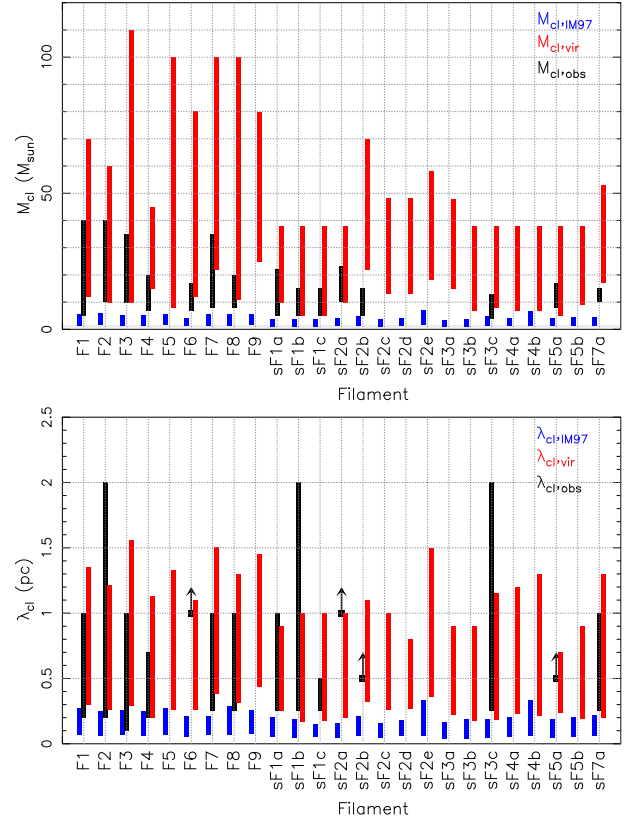 M_cl,IM97
M_cl,vir
M_cl,obs
M_cl (M_sun)
100
50
0
F1 F2 F3 F4 F5 F6 F7 F8 F9 sF1a sF1b sF1c sF2a sF2b sF2c sF2d sF2e sF3a sF3b sF3c sF4a sF4b sF5a sF5b sF7a
Filament
λ_cl,IM97
λ_cl,vir
λ_cl,obs
λ_cl (pc)
2.5
2
1.5
1
0.5
0
F1 F2 F3 F4 F5 F6 F7 F8 F9 sF1a sF1b sF1c sF2a sF2b sF2c sF2d sF2e sF3a sF3b sF3c sF4a sF4b sF5a sF5b sF7a
Filament